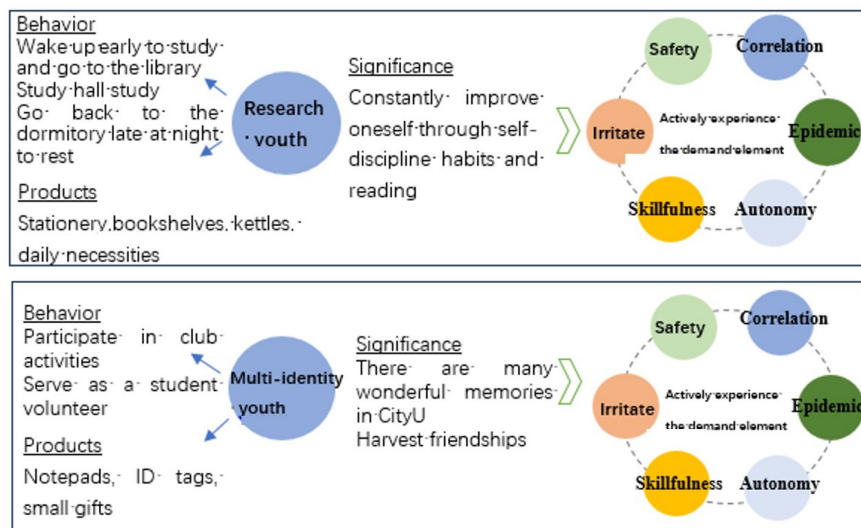 Behavior
Wake up early to study
and go to the library
Study hall study
Go back to the
dormitory late at night
to rest
Products
Stationery, bookshelves, kettles,
daily necessities
Research
youth
Significance
Constantly improve
oneself through self-
discipline habits and
reading
Safety
Correlation
Irritate
Actively experience
the demand element
Epidemic
Skillfulness
Autonomy
Behavior
Participate in club
activities
Serve as a student
volunteer
Products
Notepads, ID tags,
small gifts
Multi-identity
youth
Significance
There are many
wonderful memories
in CityU
Harvest friendships
Safety
Correlation
Irritate
Actively experience
the demand element
Epidemic
Skillfulness
Autonomy